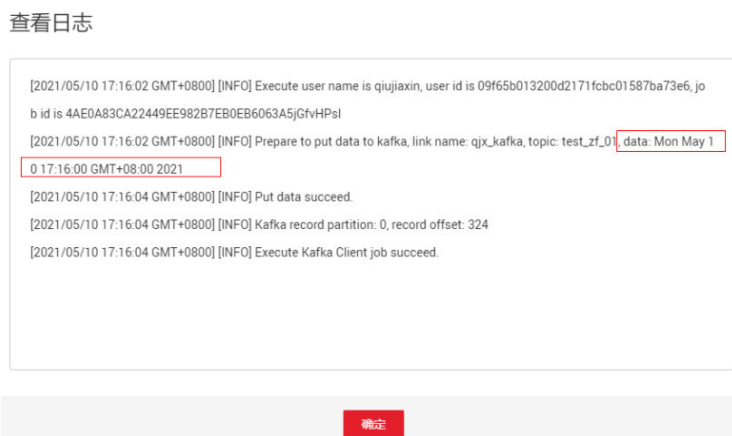 查看日志
[2021/05/10 17:16:02 GMT+0800] [INFO] Execute user name is qiujiaxin, user id is 09f65b013200d2171fcbc01587ba73e6, jo
b id is 4AE0A83CA22449EE982B7EB0EB6063A5jGfvHPsI
[2021/05/10 17:16:02 GMT+0800] [INFO] Prepare to put data to kafka, link name: qjx_kafka, topic: test_zf_01, data: Mon May 1
0 17:16:00 GMT+08:00 2021
[2021/05/10 17:16:04 GMT+0800] [INFO] Put data succeed.
[2021/05/10 17:16:04 GMT+0800] [INFO] Kafka record partition: 0, record offset: 324
[2021/05/10 17:16:04 GMT+0800] [INFO] Execute Kafka Client job succeed.
确定